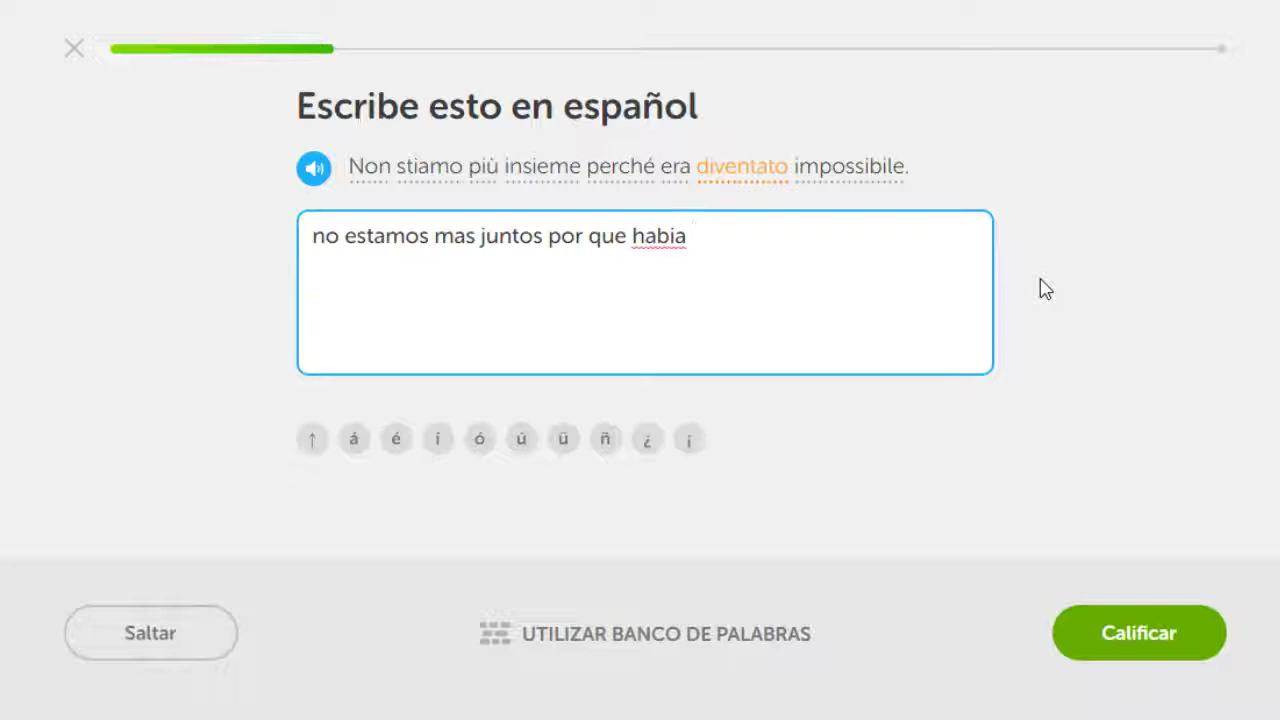 Escribe esto en español
Non stiamo più insieme perché era diventato impossibile.
no estamos mas juntos por que habia
↑ á é í ó ú ü ñ ¿ ¡
Saltar
UTILIZAR BANCO DE PALABRAS
Calificar